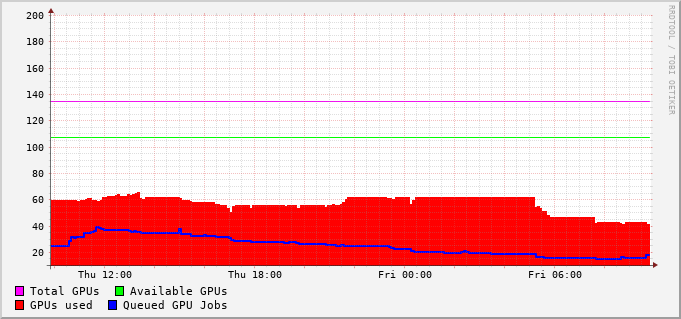 200
180
160
140
120
100
80
60
40
20
Thu 12:00 Thu 18:00 Fri 00:00 Fri 06:00
Total GPUs Available GPUs
GPUs used Queued GPU Jobs
RRDTOOL / TOBI OETIKER